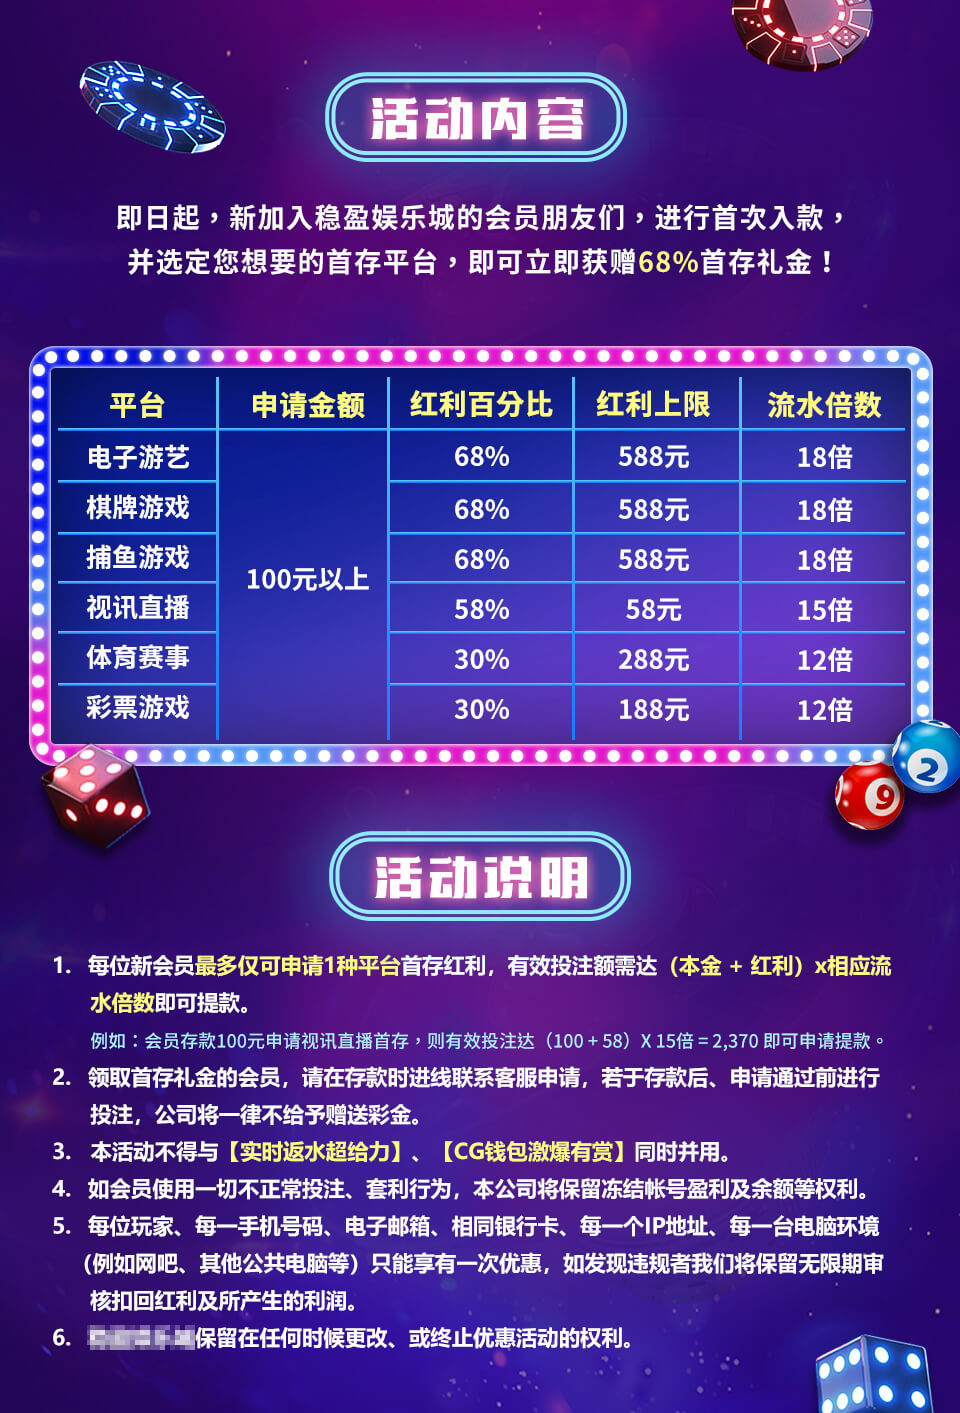 活动内容
即日起，新加入稳盈娱乐城的会员朋友们，进行首次入款，
并选定您想要的首存平台，即可立即获赠68%首存礼金！
平台 申请金额 红利百分比 红利上限 流水倍数
电子游艺 68% 588元 18倍
棋牌游戏 68% 588元 18倍
捕鱼游戏 68% 588元 18倍
100元以上
视讯直播 58% 58元 15倍
体育赛事 30% 288元 12倍
彩票游戏 30% 188元 12倍
2
9
活动说明
1. 每位新会员最多仅可申请1种平台首存红利，有效投注额需达（本金 + 红利）x相应流
水倍数即可提款。
例如：会员存款100元申请视讯直播首存，则有效投注达（100 + 58）X 15倍 = 2,370 即可申请提款。
2. 领取首存礼金的会员，请在存款时进线联系客服申请，若于存款后、申请通过前进行
投注，公司将一律不给予赠送彩金。
3. 本活动不得与【实时返水超给力】、【CG钱包激爆有赏】同时并用。
4. 如会员使用一切不正常投注、套利行为，本公司将保留冻结帐号盈利及余额等权利。
5. 每位玩家、每一手机号码、电子邮箱、相同银行卡、每一个IP地址、每一台电脑环境
（例如网吧、其他公共电脑等）只能享有一次优惠，如发现违规者我们将保留无限期审
核扣回红利及所产生的利润。
6. 保留在任何时候更改、或终止优惠活动的权利。